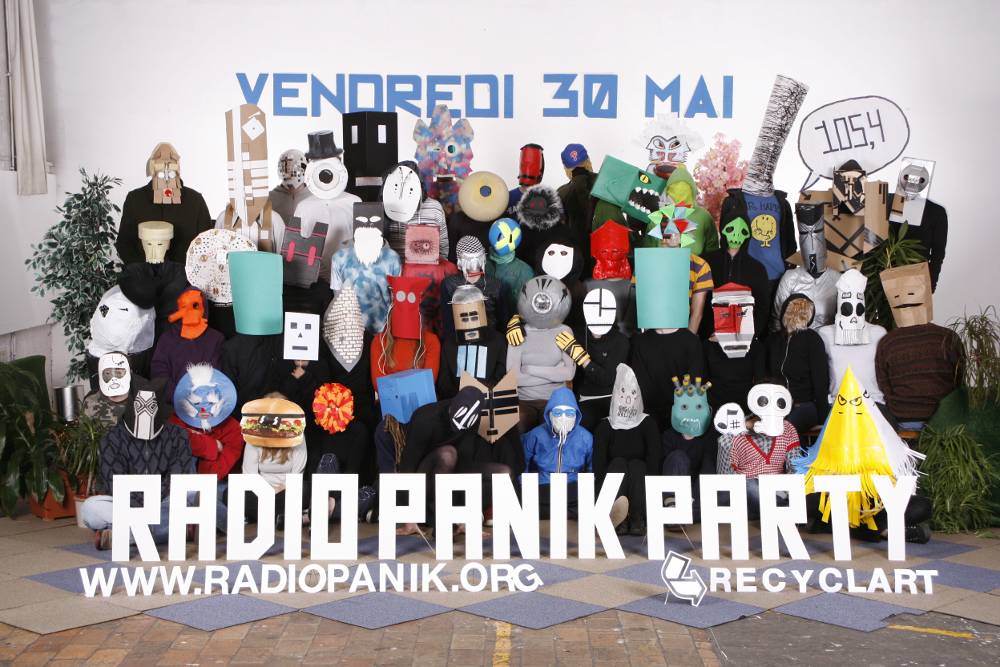 VENDREDI 30 MAI
105,4
RADIO PANIK PARTY
WWW.RADIOPANIK.ORG
RECYCLART